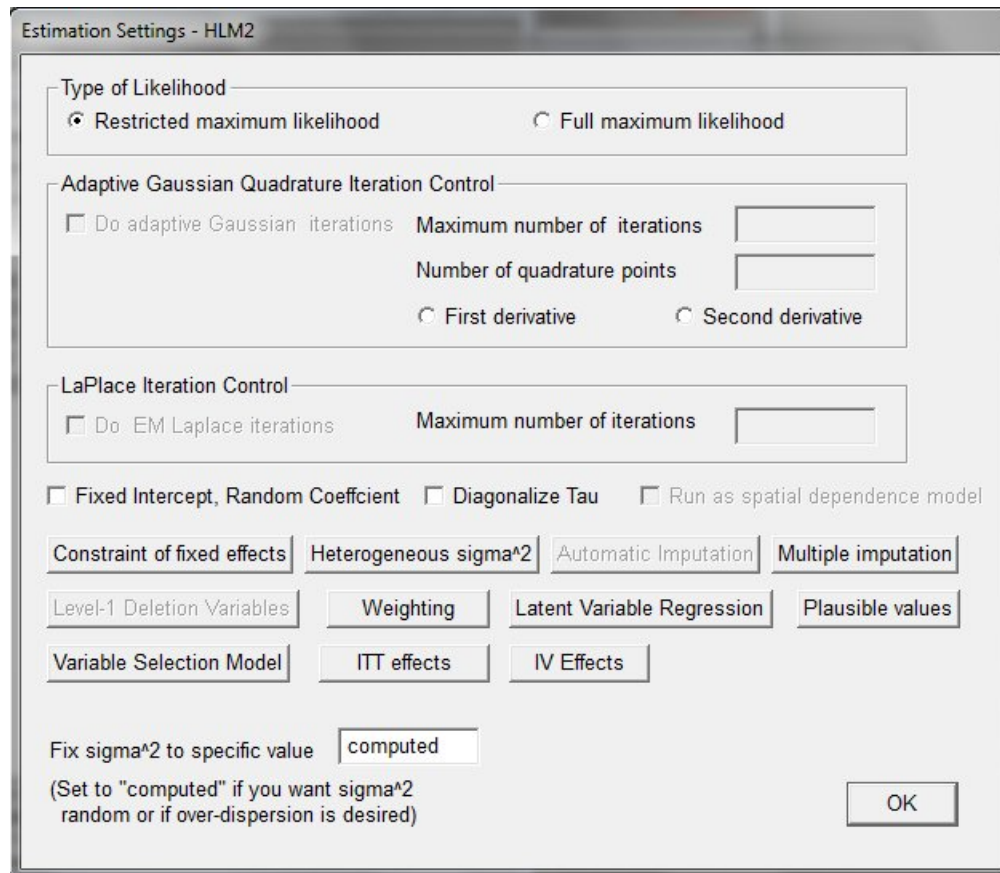 Estimation Settings - HLM2
Type of Likelihood
Restricted maximum likelihood Full maximum likelihood
Adaptive Gaussian Quadrature Iteration Control
Do adaptive Gaussian iterations Maximum number of iterations
Number of quadrature points
First derivative Second derivative
LaPlace Iteration Control
Do EM Laplace iterations Maximum number of iterations
Fixed Intercept, Random Coeffcient Diagonalize Tau Run as spatial dependence model
Constraint of fixed effects Heterogeneous sigma^2 Automatic Imputation Multiple imputation
Level-1 Deletion Variables Weighting Latent Variable Regression Plausible values
Variable Selection Model ITT effects IV Effects
Fix sigma^2 to specific value computed
(Set to "computed" if you want sigma^2
random or if over-dispersion is desired)
OK